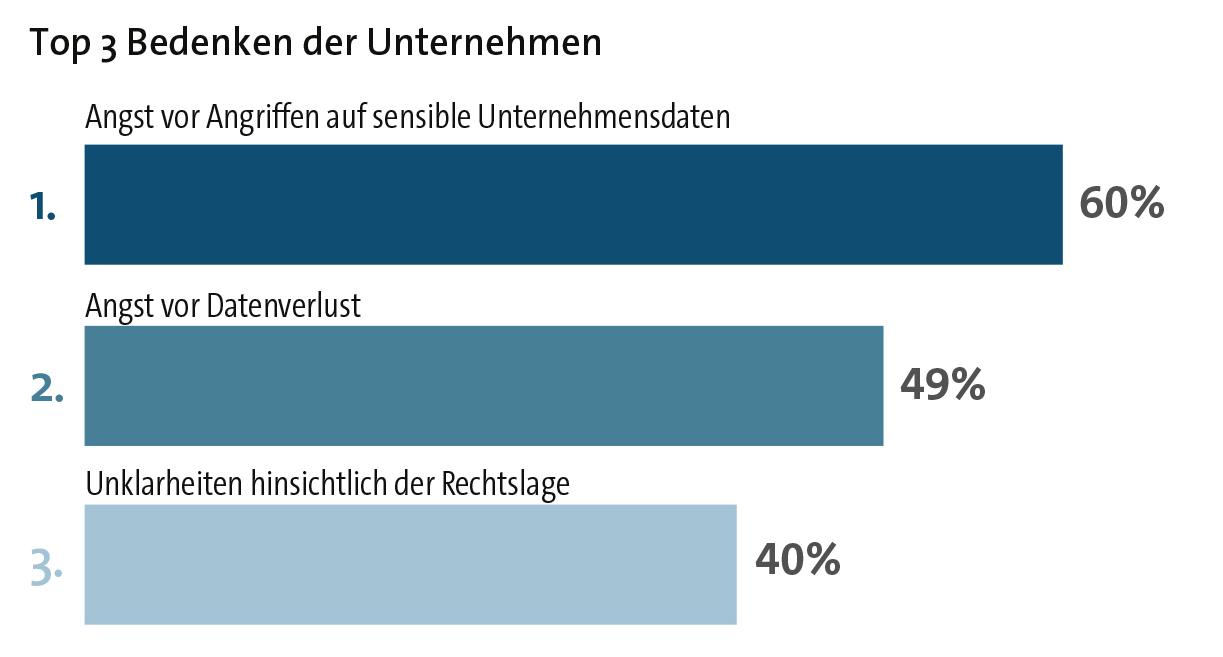 Top 3 Bedenken der Unternehmen
Angst vor Angriffen auf sensible Unternehmensdaten
1. 60%
Angst vor Datenverlust
2. 49%
Unklarheiten hinsichtlich der Rechtslage
3. 40%